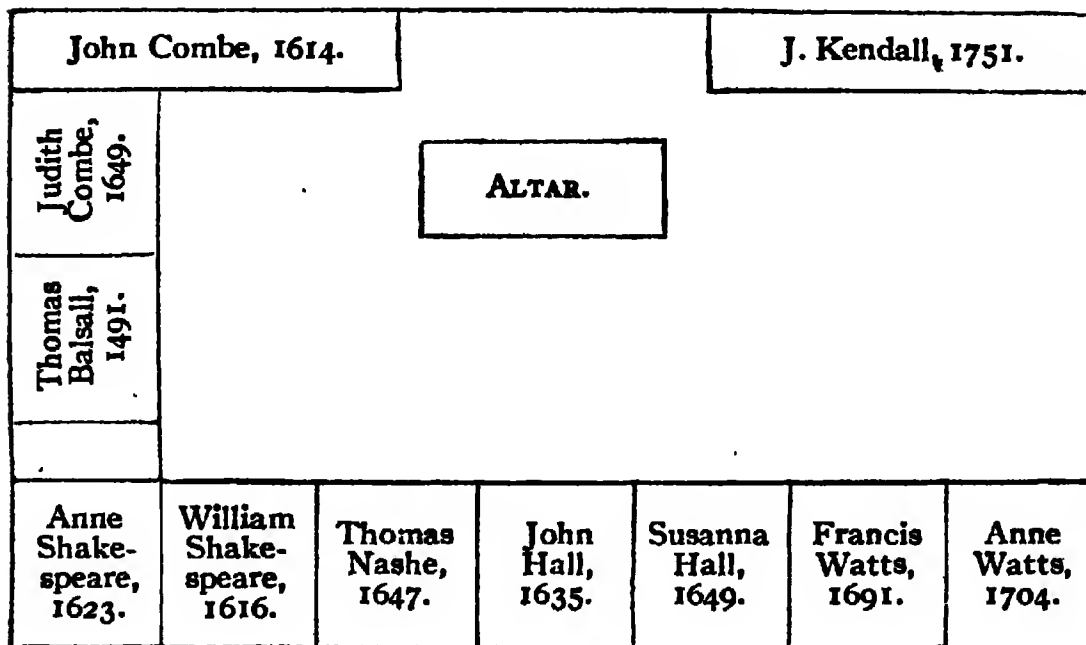 John Combe, 1614.
J. Kendall, 1751.
Judith
Combe,
1649.
ALTAR.
Thomas
Balsall,
1491.
Anne
Shake-
speare,
1623.
William
Shake-
speare,
1616.
Thomas
Nashe,
1647.
John
Hall,
1635.
Susanna
Hall,
1649.
Francis
Watts,
1691.
Anne
Watts,
1704.